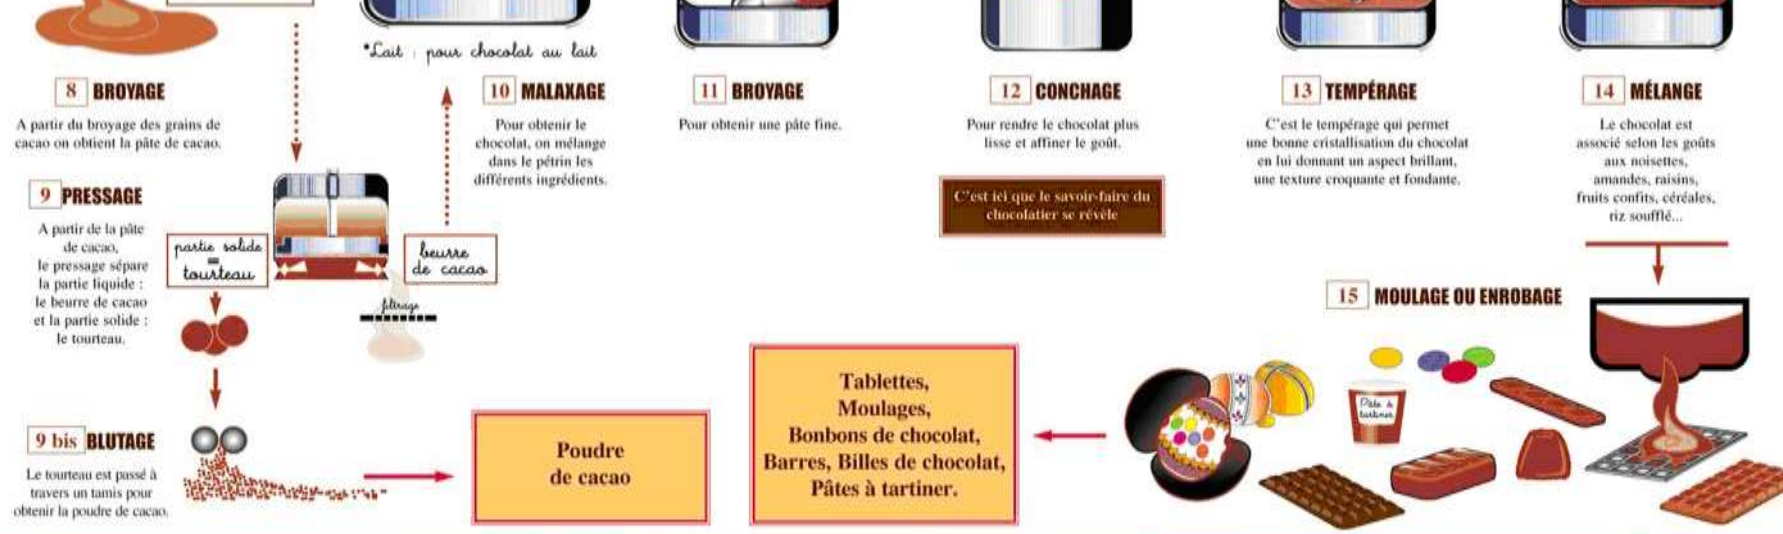 *Lait : pour chocolat au lait
8 BROYAGE
A partir du broyage des grains de
cacao on obtient la pâte de cacao.
9 PRESSAGE
A partir de la pâte
de cacao,
le pressage sépare
la partie liquide :
le beurre de cacao
et la partie solide :
le tourteau.
partie solide
=
tourteau
beurre
de cacao
filtrage
9 bis BLUTAGE
Le tourteau est passé à
travers un tamis pour
obtenir la poudre de cacao.
Poudre
de cacao
10 MALAXAGE
Pour obtenir le
chocolat, on mélange
dans le pétrin les
différents ingrédients.
11 BROYAGE
Pour obtenir une pâte fine.
12 CONCHAGE
Pour rendre le chocolat plus
lisse et affiner le goût.
C'est ici que le savoir-faire du
chocolatier se révèle
13 TEMPÉRAGE
C'est le tempérage qui permet
une bonne cristallisation du chocolat
en lui donnant un aspect brillant,
une texture croquante et fondante.
14 MÉLANGE
Le chocolat est
associé selon les goûts
aux noisettes,
amandes, raisins,
fruits confits, céréales,
riz soufflé...
15 MOULAGE OU ENROBAGE
Pâte à
tartiner
Tablettes,
Moulages,
Bonbons de chocolat,
Barres, Billes de chocolat,
Pâtes à tartiner.